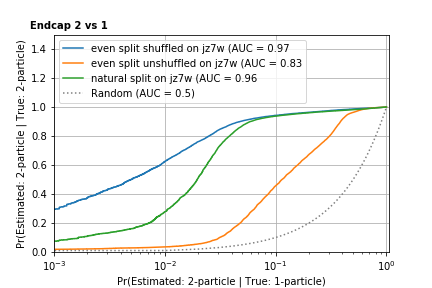 Endcap 2 vs 1
Pr(Estimated: 2-particle | True: 2-particle)
1.4
1.2
1.0
0.8
0.6
0.4
0.2
0.0
even split shuffled on jz7w (AUC = 0.97
even split unshuffled on jz7w (AUC = 0.83
natural split on jz7w (AUC = 0.96
Random (AUC = 0.5)
10⁻³ 10⁻² 10⁻¹ 10⁰
Pr(Estimated: 2-particle | True: 1-particle)